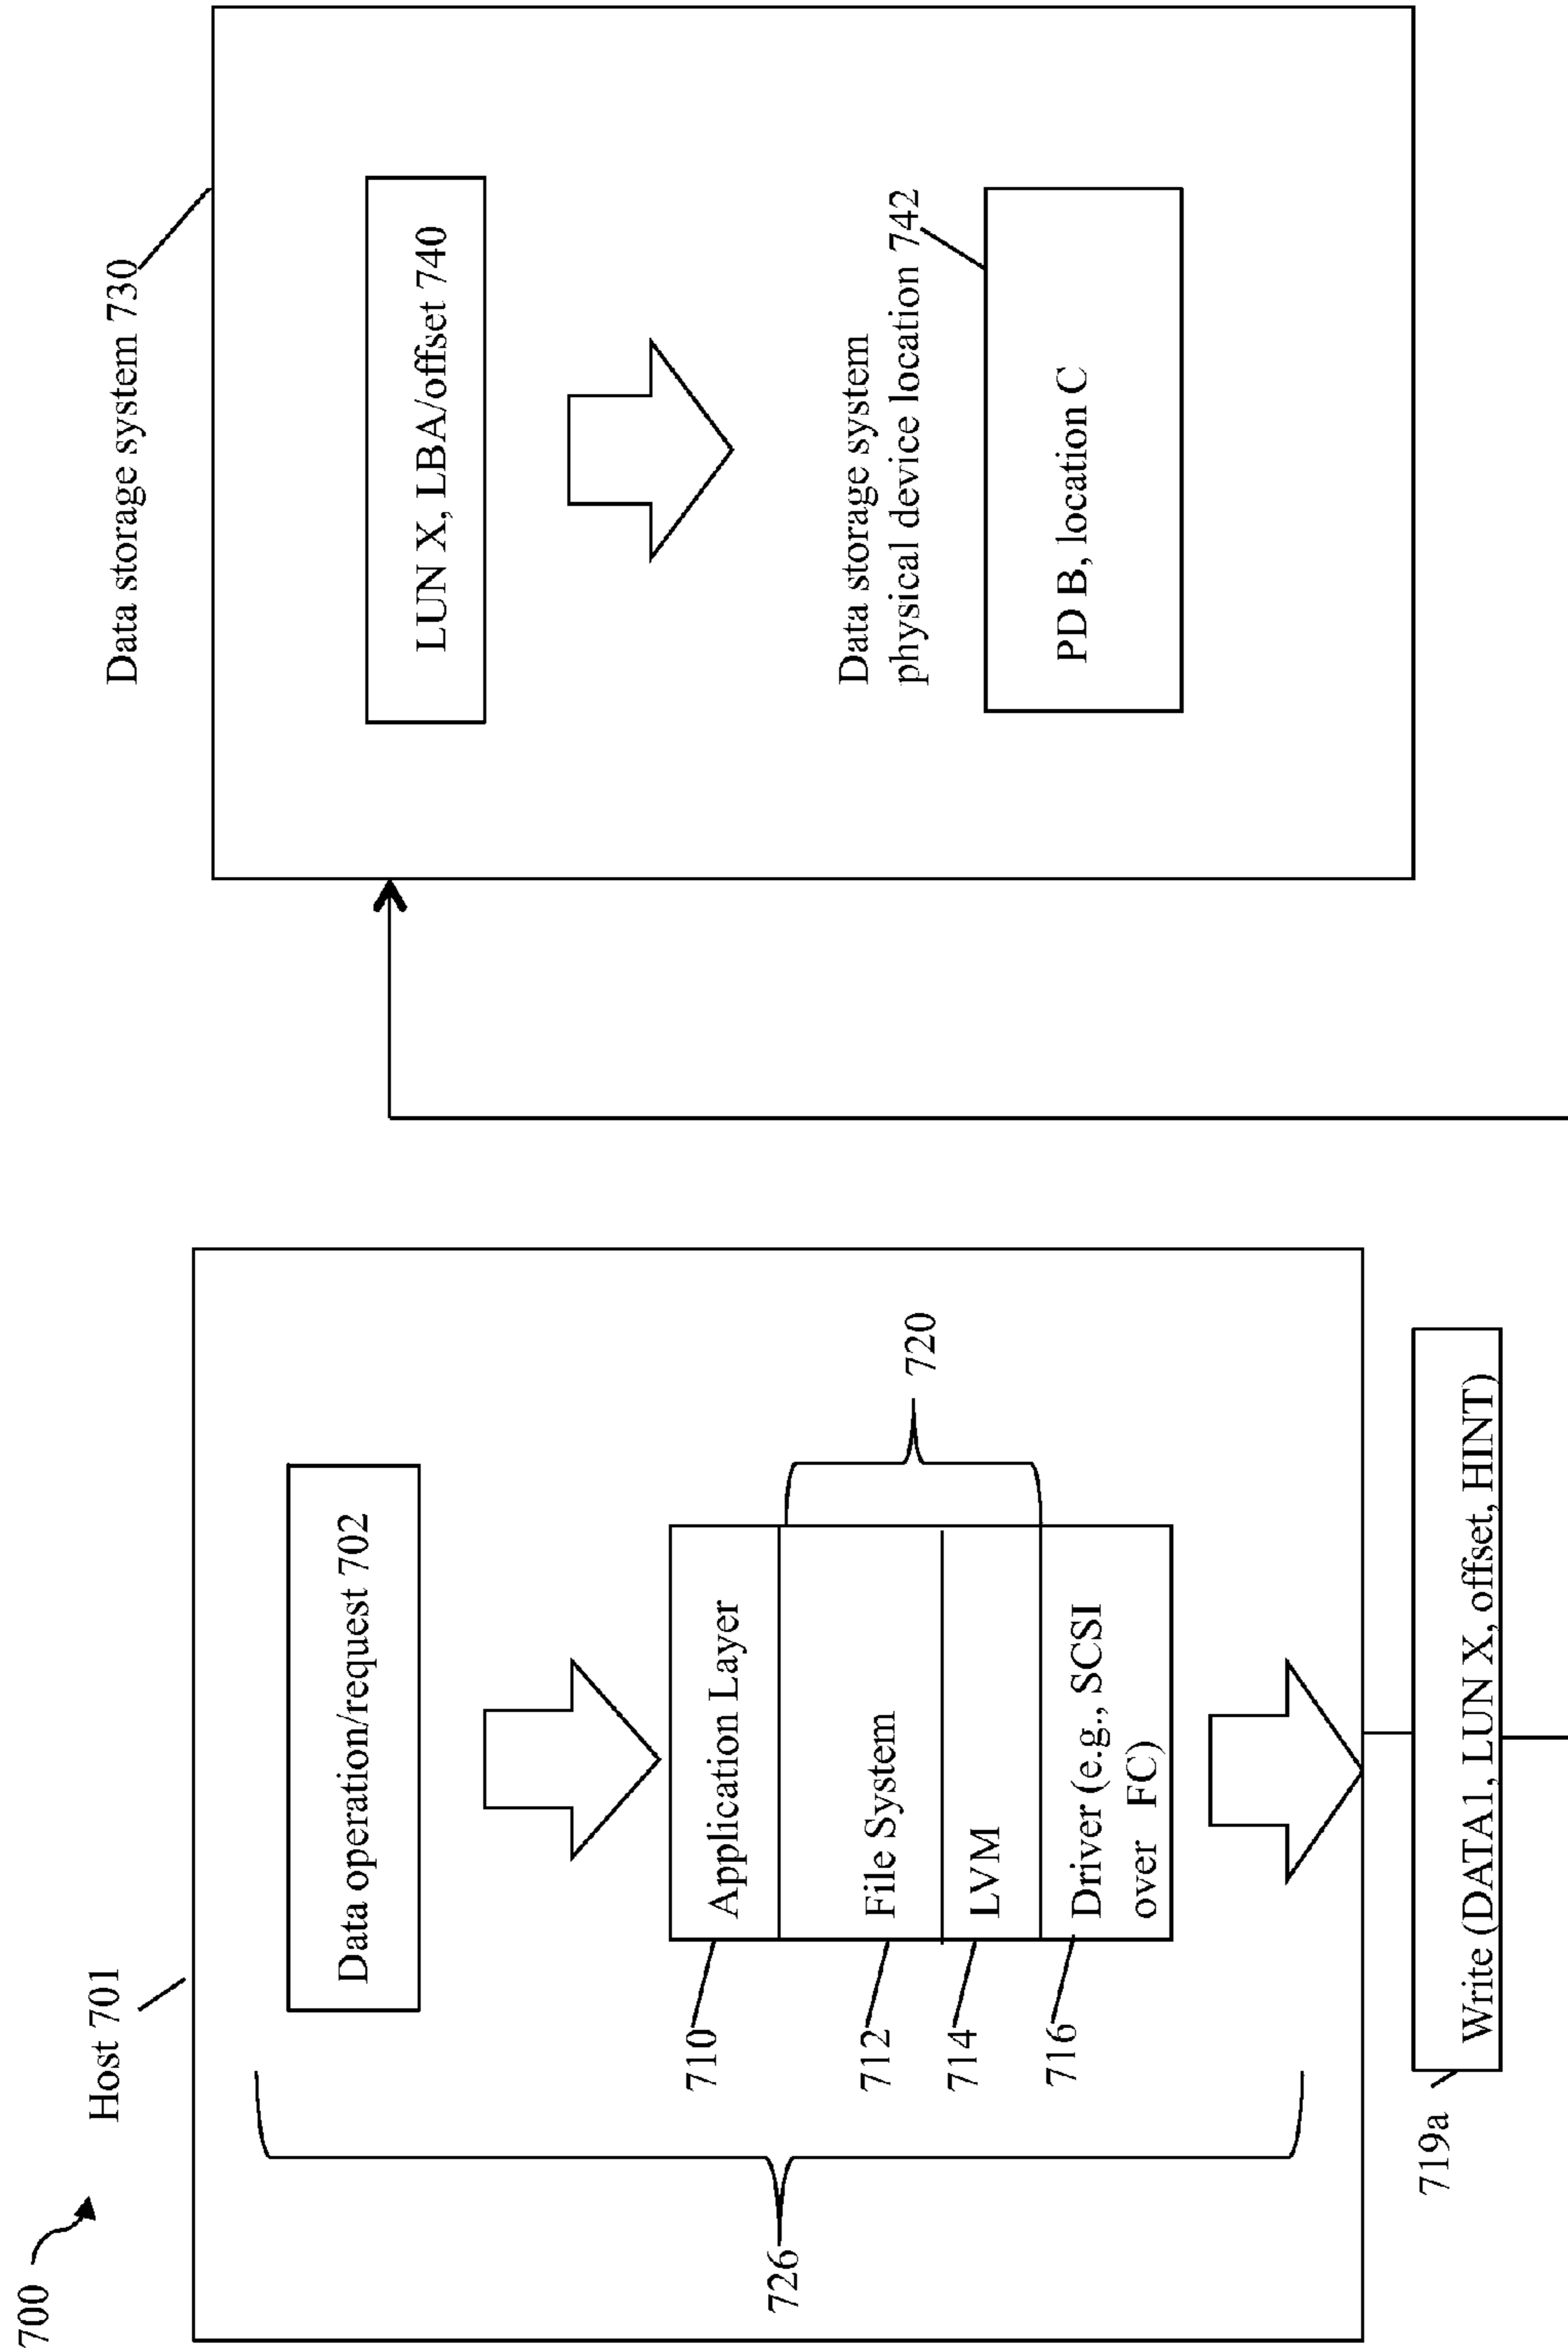 700
Host 701
Data operation/request 702
726
710
Application Layer
712
File System
720
714
LVM
716
Driver (e.g., SCSI
over FC)
719a
Write (DATA1, LUN X, offset, HINT)
Data storage system 730
LUN X, LBA/offset 740
Data storage system
physical device location 742
PD B, location C